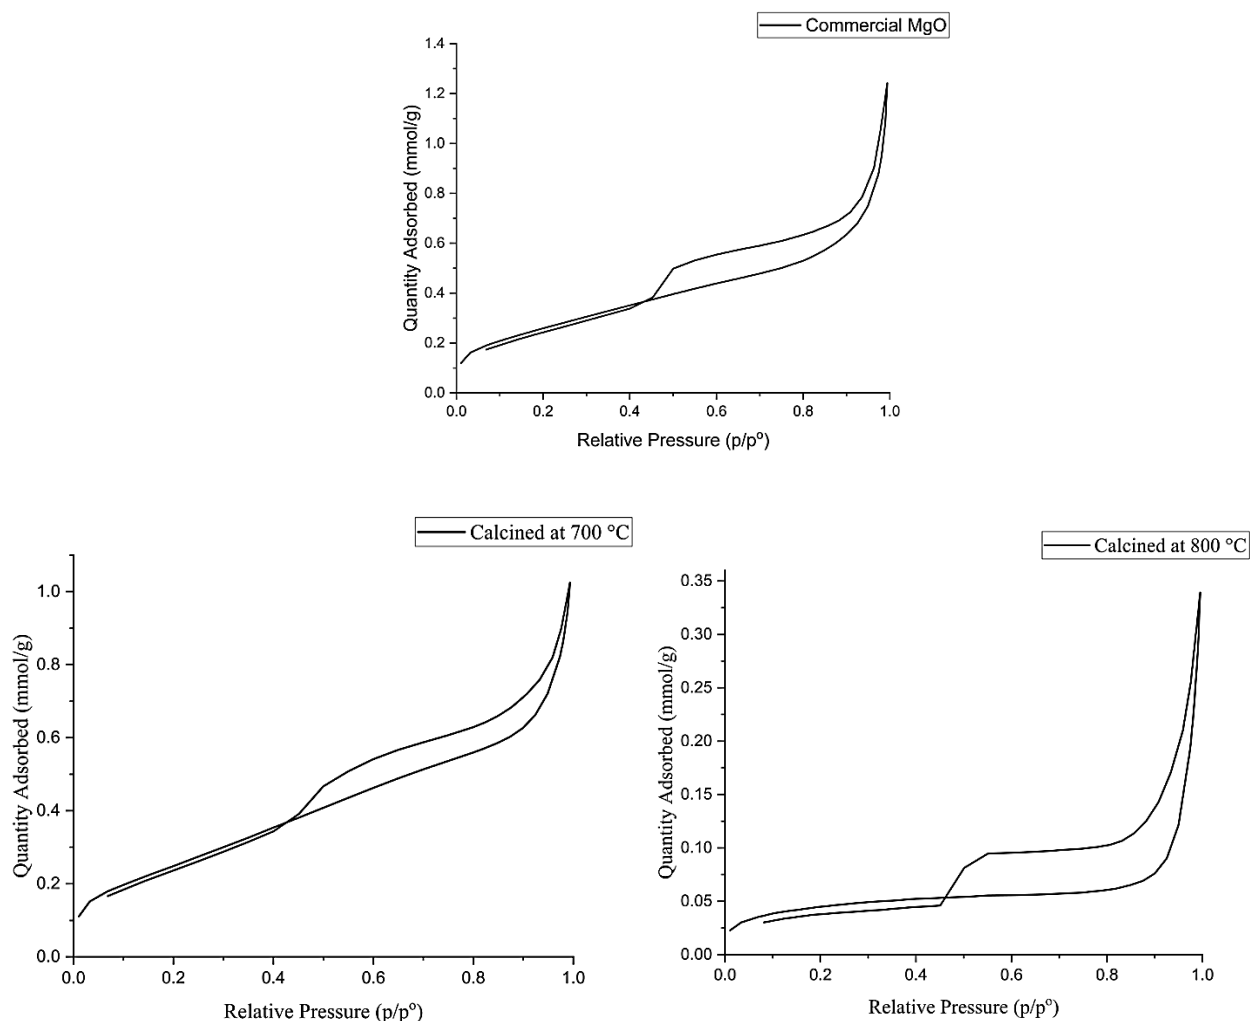 Commercial MgO
1.4
1.2
1.0
0.8
0.6
0.4
0.2
0.0
Quantity Adsorbed (mmol/g)
0.0 0.2 0.4 0.6 0.8 1.0
Relative Pressure (p/pº)
Calcined at 700 °C
1.0
0.8
0.6
0.4
0.2
0.0
Quantity Adsorbed (mmol/g)
0.0 0.2 0.4 0.6 0.8 1.0
Relative Pressure (p/pº)
Calcined at 800 °C
0.35
0.30
0.25
0.20
0.15
0.10
0.05
0.00
Quantity Adsorbed (mmol/g)
0.0 0.2 0.4 0.6 0.8 1.0
Relative Pressure (p/pº)